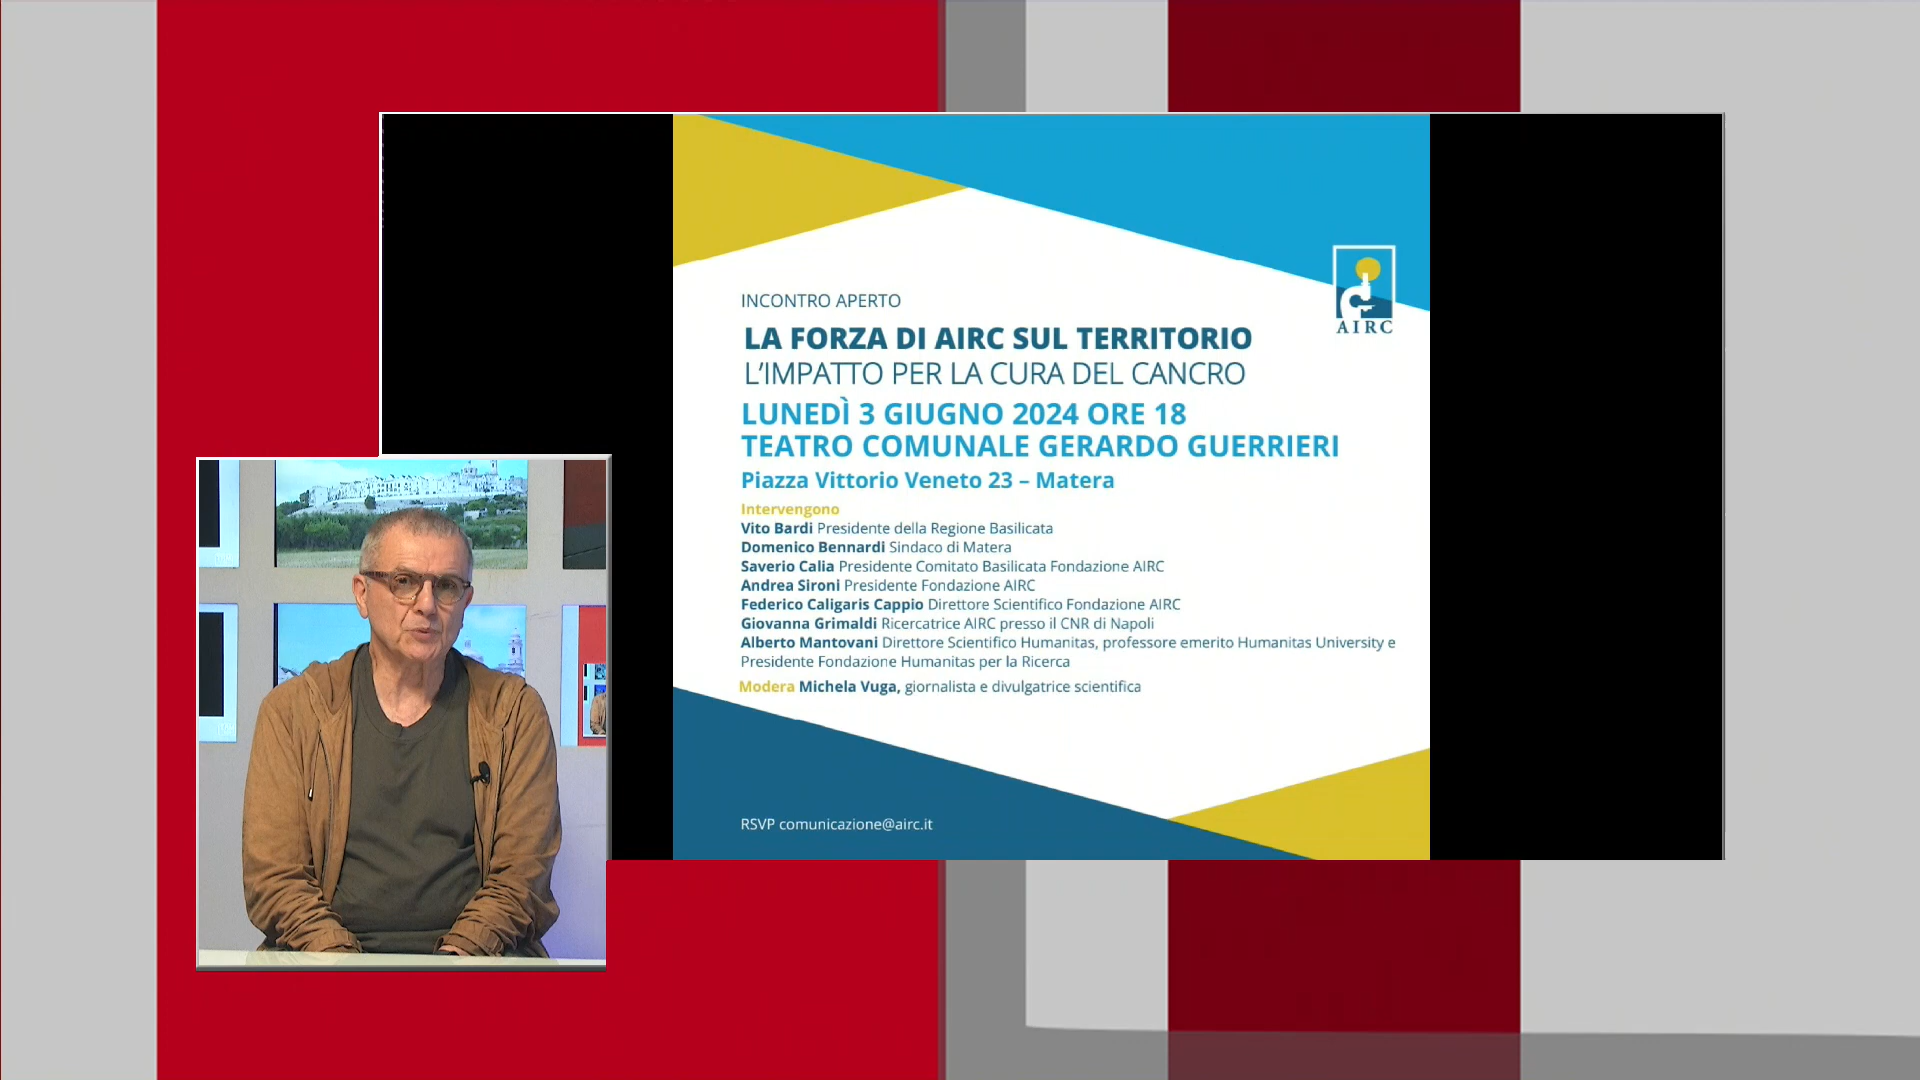 INCONTRO APERTO
LA FORZA DI AIRC SUL TERRITORIO
L'IMPATTO PER LA CURA DEL CANCRO
LUNEDÌ 3 GIUGNO 2024 ORE 18
TEATRO COMUNALE GERARDO GUERRIERI
Piazza Vittorio Veneto 23 – Matera
Intervengono
Vito Bardi Presidente della Regione Basilicata
Domenico Bennardi Sindaco di Matera
Saverio Calia Presidente Comitato Basilicata Fondazione AIRC
Andrea Sironi Presidente Fondazione AIRC
Federico Caligaris Cappio Direttore Scientifico Fondazione AIRC
Giovanna Grimaldi Ricercatrice AIRC presso il CNR di Napoli
Alberto Mantovani Direttore Scientifico Humanitas, professore emerito Humanitas University e
Presidente Fondazione Humanitas per la Ricerca
Modera Michela Vuga, giornalista e divulgatrice scientifica
RSVP comunicazione@airc.it
AIRC